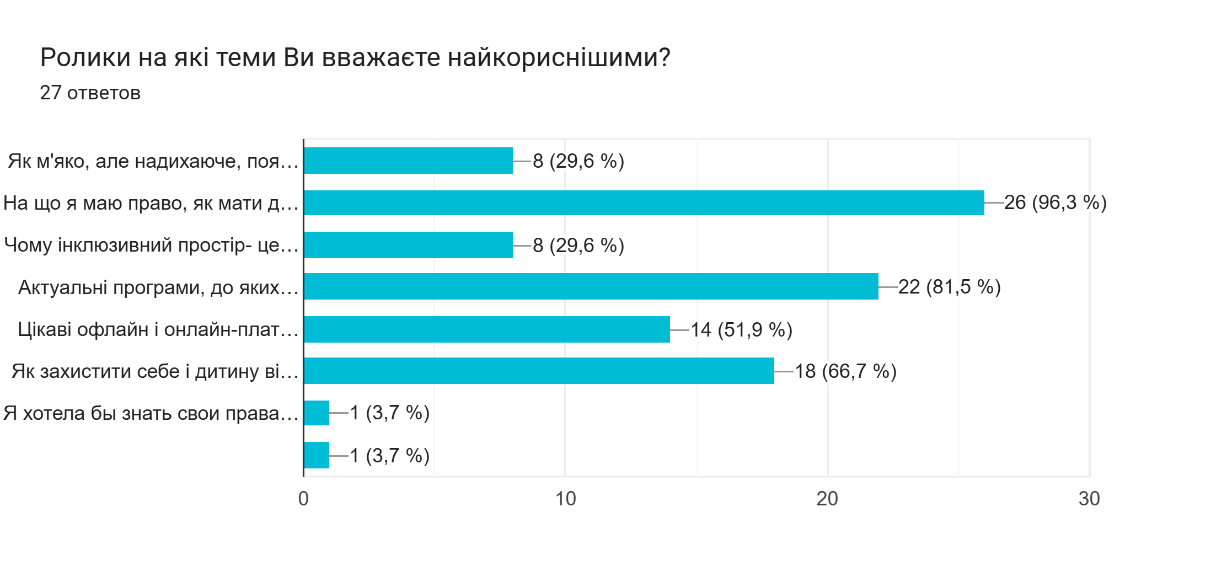 Ролики на які теми Ви вважаєте найкориснішими?
27 ответов
Як м'яко, але надихаюче, поя… 8 (29,6 %)
На що я маю право, як мати д… 26 (96,3 %)
Чому інклюзивний простір- це… 8 (29,6 %)
Актуальні програми, до яких… 22 (81,5 %)
Цікаві офлайн і онлайн-плат… 14 (51,9 %)
Як захистити себе і дитину ві… 18 (66,7 %)
Я хотела бы знать свои права… 1 (3,7 %)
1 (3,7 %)
0 10 20 30